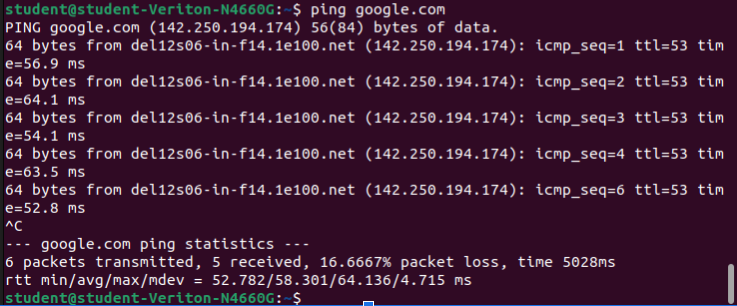 student@student-Veriton-N4660G:~$ ping google.com
PING google.com (142.250.194.174) 56(84) bytes of data.
64 bytes from del12s06-in-f14.1e100.net (142.250.194.174): icmp_seq=1 ttl=53 tim
e=56.9 ms
64 bytes from del12s06-in-f14.1e100.net (142.250.194.174): icmp_seq=2 ttl=53 tim
e=64.1 ms
64 bytes from del12s06-in-f14.1e100.net (142.250.194.174): icmp_seq=3 ttl=53 tim
e=54.1 ms
64 bytes from del12s06-in-f14.1e100.net (142.250.194.174): icmp_seq=4 ttl=53 tim
e=63.5 ms
64 bytes from del12s06-in-f14.1e100.net (142.250.194.174): icmp_seq=6 ttl=53 tim
e=52.8 ms
^C
--- google.com ping statistics ---
6 packets transmitted, 5 received, 16.6667% packet loss, time 5028ms
rtt min/avg/max/mdev = 52.782/58.301/64.136/4.715 ms
student@student-Veriton-N4660G:~$